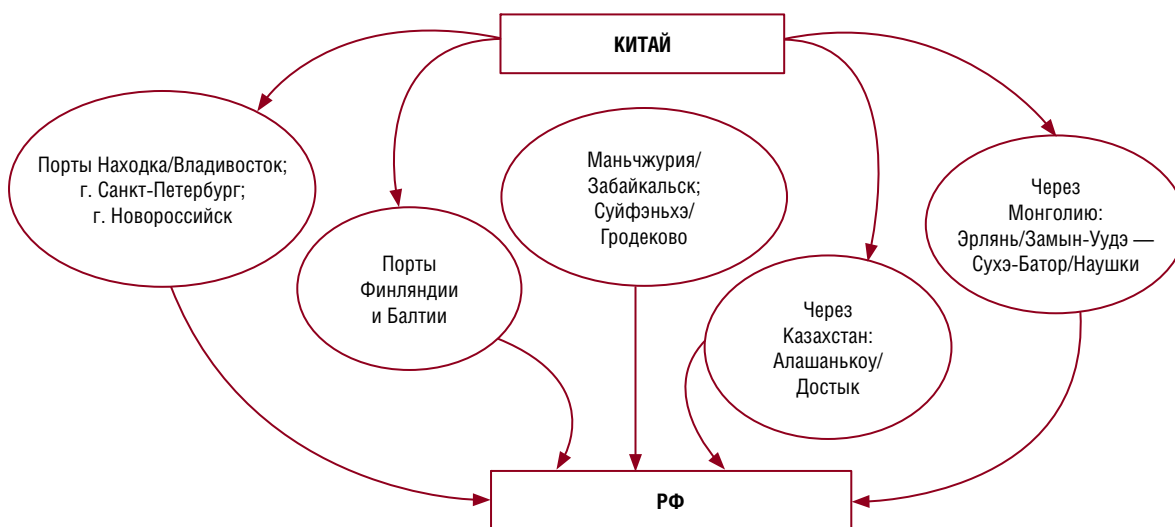 КИТАЙ
Порты Находка/Владивосток;
г. Санкт-Петербург;
г. Новороссийск
Порты
Финляндии
и Балтии
Маньчжурия/
Забайкальск;
Суйфэньхэ/
Гродеково
Через
Казахстан:
Алашанькоу/
Достык
Через
Монголию:
Эрлянь/Замын-Уудэ —
Сухэ-Батор/Наушки
РФ